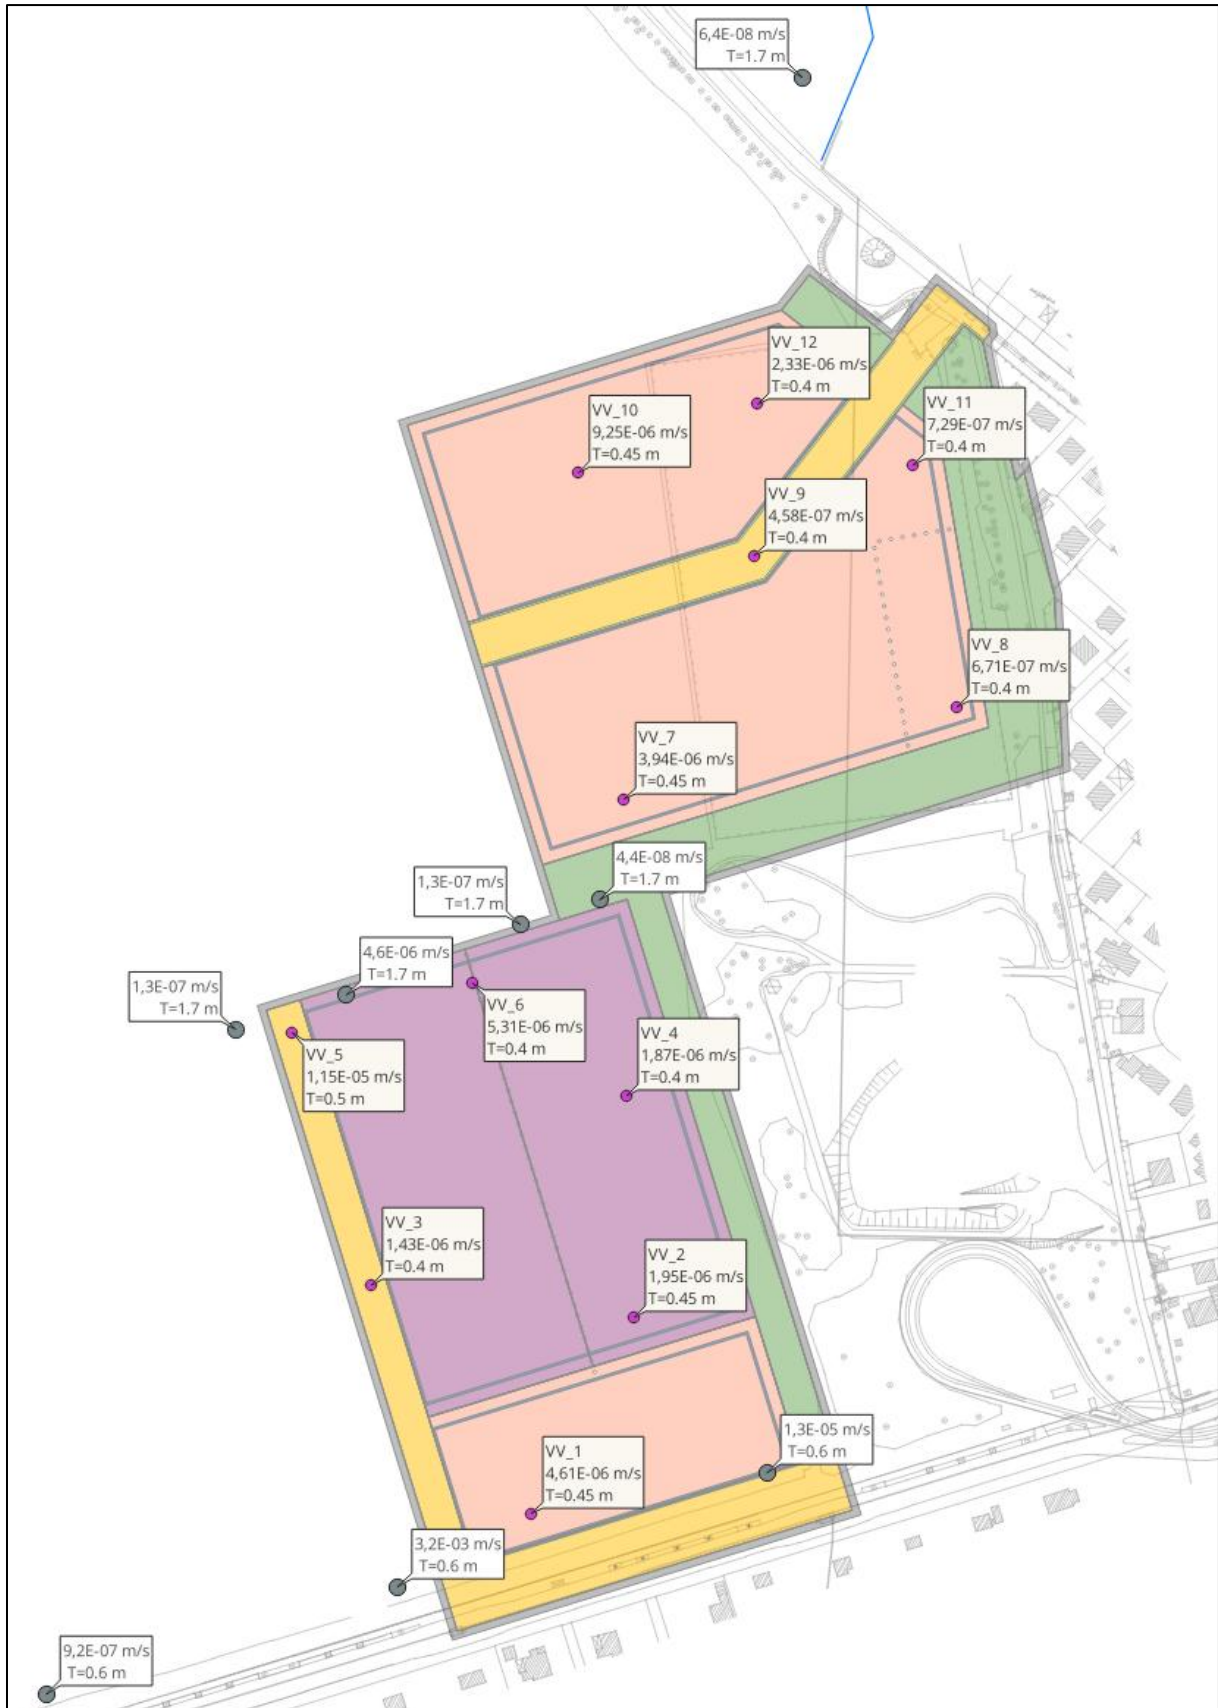 6,4E-08 m/s
T=1.7 m
VV_12
2,33E-06 m/s
T=0.4 m
VV_11
7,29E-07 m/s
T=0.4 m
VV_10
9,25E-06 m/s
T=0.45 m
VV_9
4,58E-07 m/s
T=0.4 m
VV_8
6,71E-07 m/s
T=0.4 m
VV_7
3,94E-06 m/s
T=0.45 m
4,4E-08 m/s
T=1.7 m
1,3E-07 m/s
T=1.7 m
4,6E-06 m/s
T=1.7 m
1,3E-07 m/s
T=1.7 m
VV_6
5,31E-06 m/s
T=0.4 m
VV_4
1,87E-06 m/s
T=0.4 m
VV_5
1,15E-05 m/s
T=0.5 m
VV_3
1,43E-06 m/s
T=0.4 m
VV_2
1,95E-06 m/s
T=0.45 m
1,3E-05 m/s
T=0.6 m
VV_1
4,61E-06 m/s
T=0.45 m
3,2E-03 m/s
T=0.6 m
9,2E-07 m/s
T=0.6 m